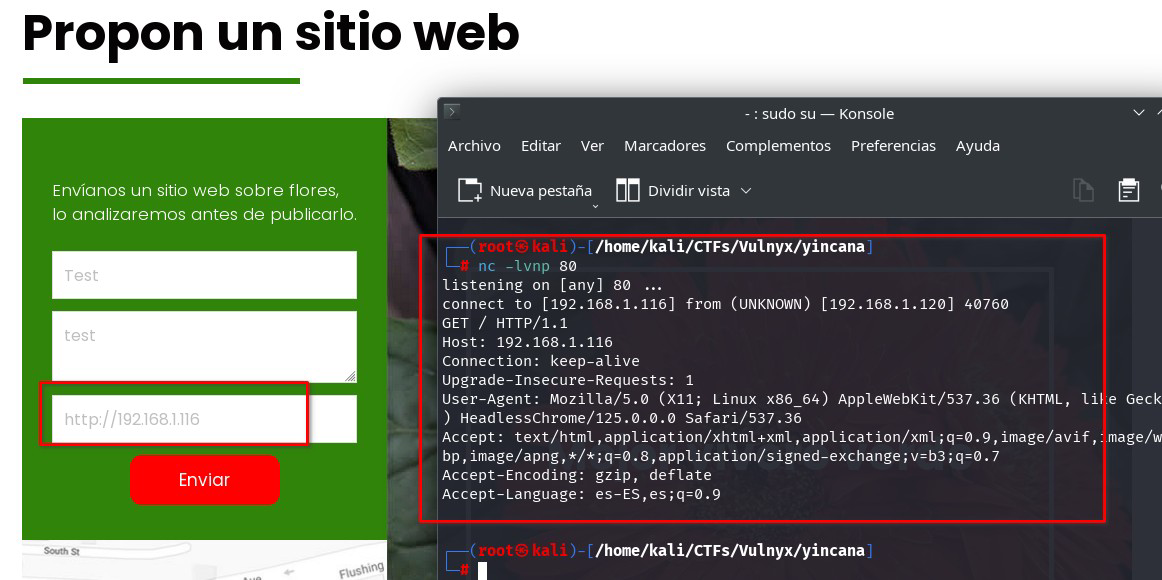 Propon un sitio web
Envíanos un sitio web sobre flores,
lo analizaremos antes de publicarlo.
Test
test
http://192.168.1.116
Enviar
South St
Ave
Flushing
- : sudo su — Konsole
Archivo Editar Ver Marcadores Complementos Preferencias Ayuda
Nueva pestaña Dividir vista
┌──(root㉿kali)-[/home/kali/CTFs/Vulnyx/yincana]
└─# nc -lvnp 80
listening on [any] 80 ...
connect to [192.168.1.116] from (UNKNOWN) [192.168.1.120] 40760
GET / HTTP/1.1
Host: 192.168.1.116
Connection: keep-alive
Upgrade-Insecure-Requests: 1
User-Agent: Mozilla/5.0 (X11; Linux x86_64) AppleWebKit/537.36 (KHTML, like Geck
) HeadlessChrome/125.0.0.0 Safari/537.36
Accept: text/html,application/xhtml+xml,application/xml;q=0.9,image/avif,image/w
bp,image/apng,*/*;q=0.8,application/signed-exchange;v=b3;q=0.7
Accept-Encoding: gzip, deflate
Accept-Language: es-ES,es;q=0.9
┌──(root㉿kali)-[/home/kali/CTFs/Vulnyx/yincana]
└─#